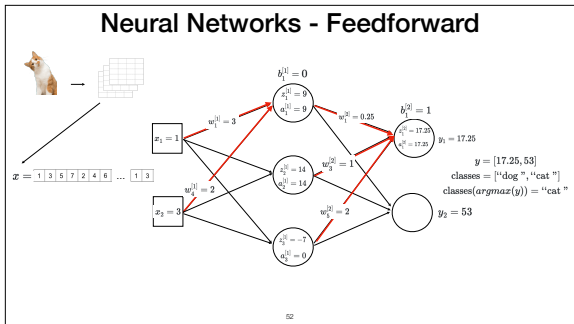 Neural Networks - Feedforward
b_1^{[1]} = 0
z_1^{[1]} = 9
a_1^{[1]} = 9
w_1^{[1]} = 3
w_1^{[2]} = 0.25
b_1^{[2]} = 1
z_1^{[2]} = 17.25
= 17.25
y_1 = 17.25
x_1 = 1
w_3^{[2]} = 1
y = [17.25, 53]
classes = ["dog ", "cat "]
classes(argmax(y)) = "cat "
x = 1 3 5 7 2 4 6 ... 1 3
w_4^{[1]} = 2
z_2^{[1]} = 14
a_2^{[1]} = 14
w_5^{[2]} = 2
x_2 = 3
y_2 = 53
z_3^{[1]} = -7
a_3^{[1]} = 0
52